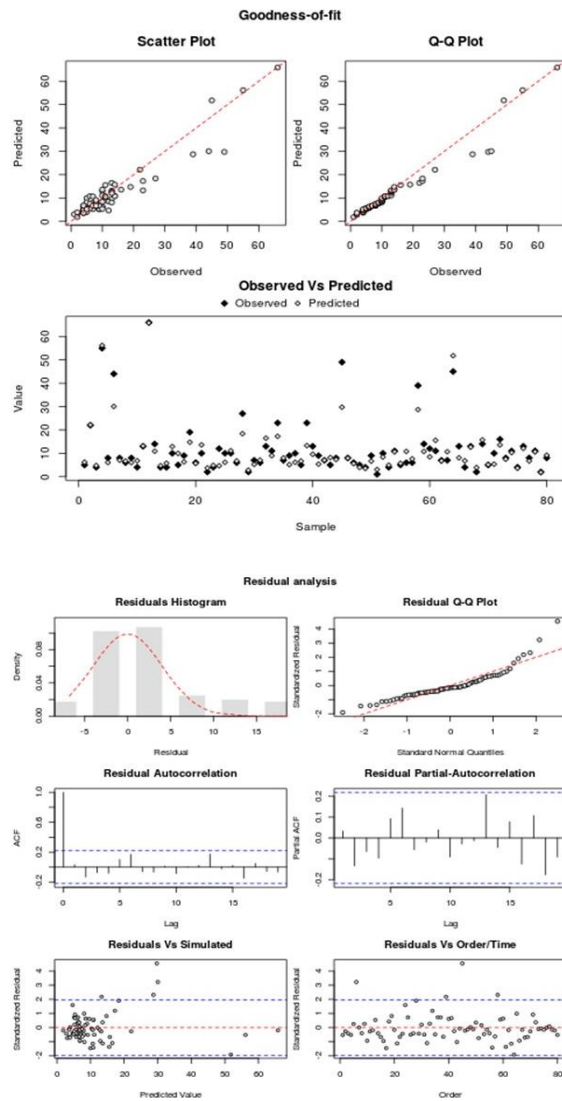 Goodness-of-fit
Scatter Plot
Q-Q Plot
Predicted
0 10 20 30 40 50 60
0 10 20 30 40 50 60
Observed
Predicted
0 10 20 30 40 50 60
0 10 20 30 40 50 60
Observed
Observed Vs Predicted
Observed Predicted
Value
0 10 20 30 40 50 60
0 20 40 60 80
Sample
Residual analysis
Residuals Histogram
Residual Q-Q Plot
Density
0.00 0.04 0.08
-5 0 5 10 15
Residual
Standardized Residual
-2 0 1 2 3 4
-2 -1 0 1 2
Standard Normal Quantiles
Residual Autocorrelation
Residual Partial-Autocorrelation
ACF
-0.2 0.2 0.6 1.0
0 5 10 15
Lag
Partial ACF
-0.2 0.0 0.1 0.2
5 10 15
Lag
Residuals Vs Simulated
Residuals Vs Order/Time
Standardized Residual
-2 0 1 2 3 4
0 10 20 30 40 50 60
Predicted Value
Standardized Residual
-2 0 1 2 3 4
0 20 40 60 80
Order